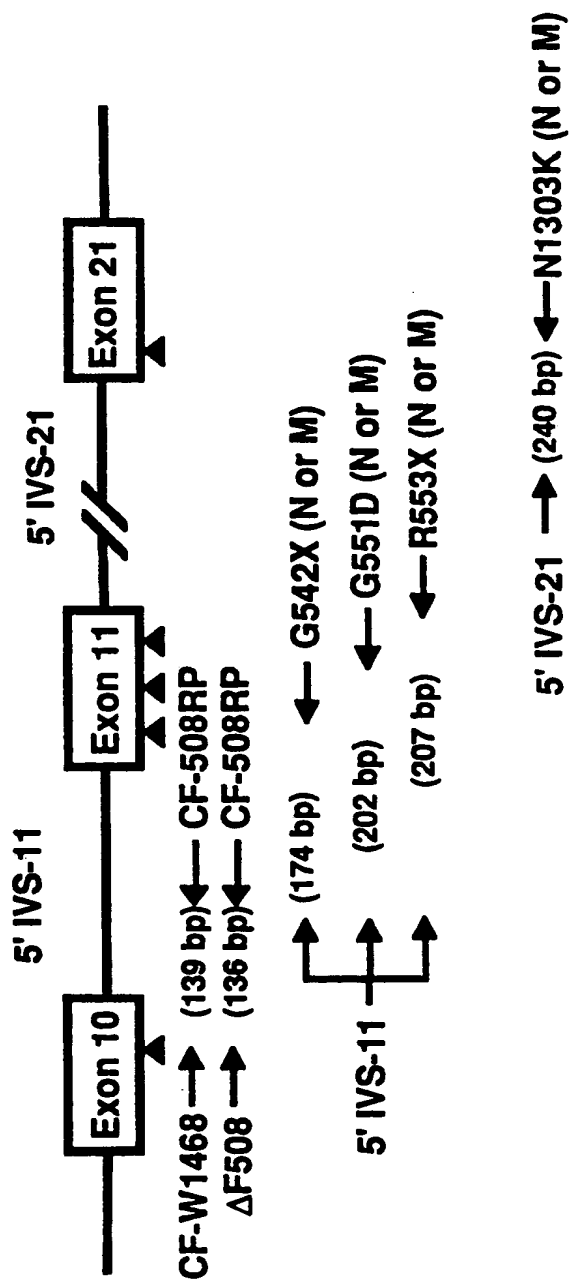 5' IVS-11
5' IVS-21
Exon 10
Exon 11
Exon 21
CF-W1468
(139 bp)
CF-508RP
ΔF508
(136 bp)
CF-508RP
5' IVS-11
(174 bp)
G542X (N or M)
(202 bp)
G551D (N or M)
(207 bp)
R553X (N or M)
5' IVS-21
(240 bp)
N1303K (N or M)